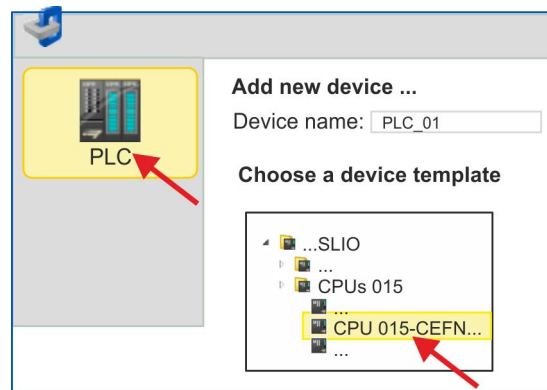 PLC
Add new device ...
Device name: PLC_01
Choose a device template
...SLIO
...
CPUs 015
...
CPU 015-CEFN...
...